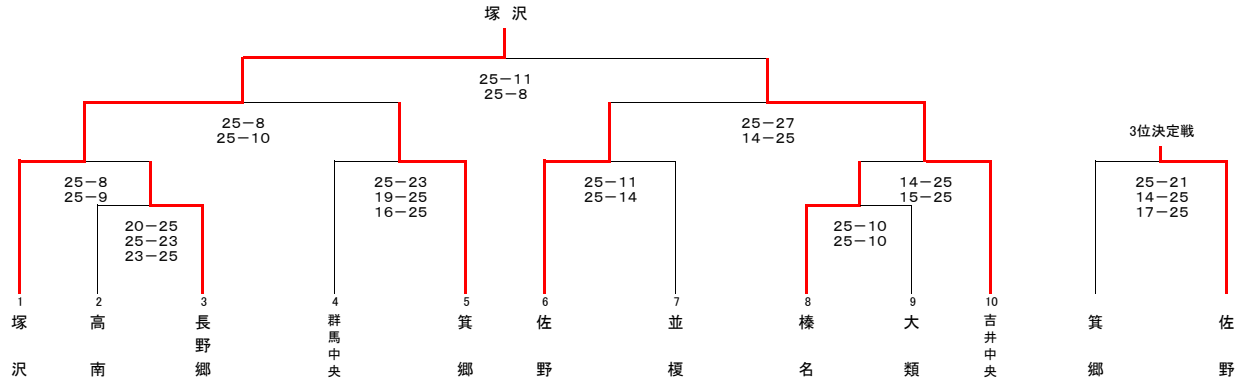 塚 沢
25－11
25－8
25－8
25－10
25－27
14－25
3位決定戦
25－8
25－9
25－23
19－25
16－25
25－11
25－14
14－25
15－25
25－21
14－25
17－25
20－25
25－23
23－25
25－10
25－10
1 2 3 4 5 6 7 8 9 10
塚沢
高南
長野郷
群馬中央
箕郷
佐野
並榎
榛名
大類
吉井中央
箕郷
佐野